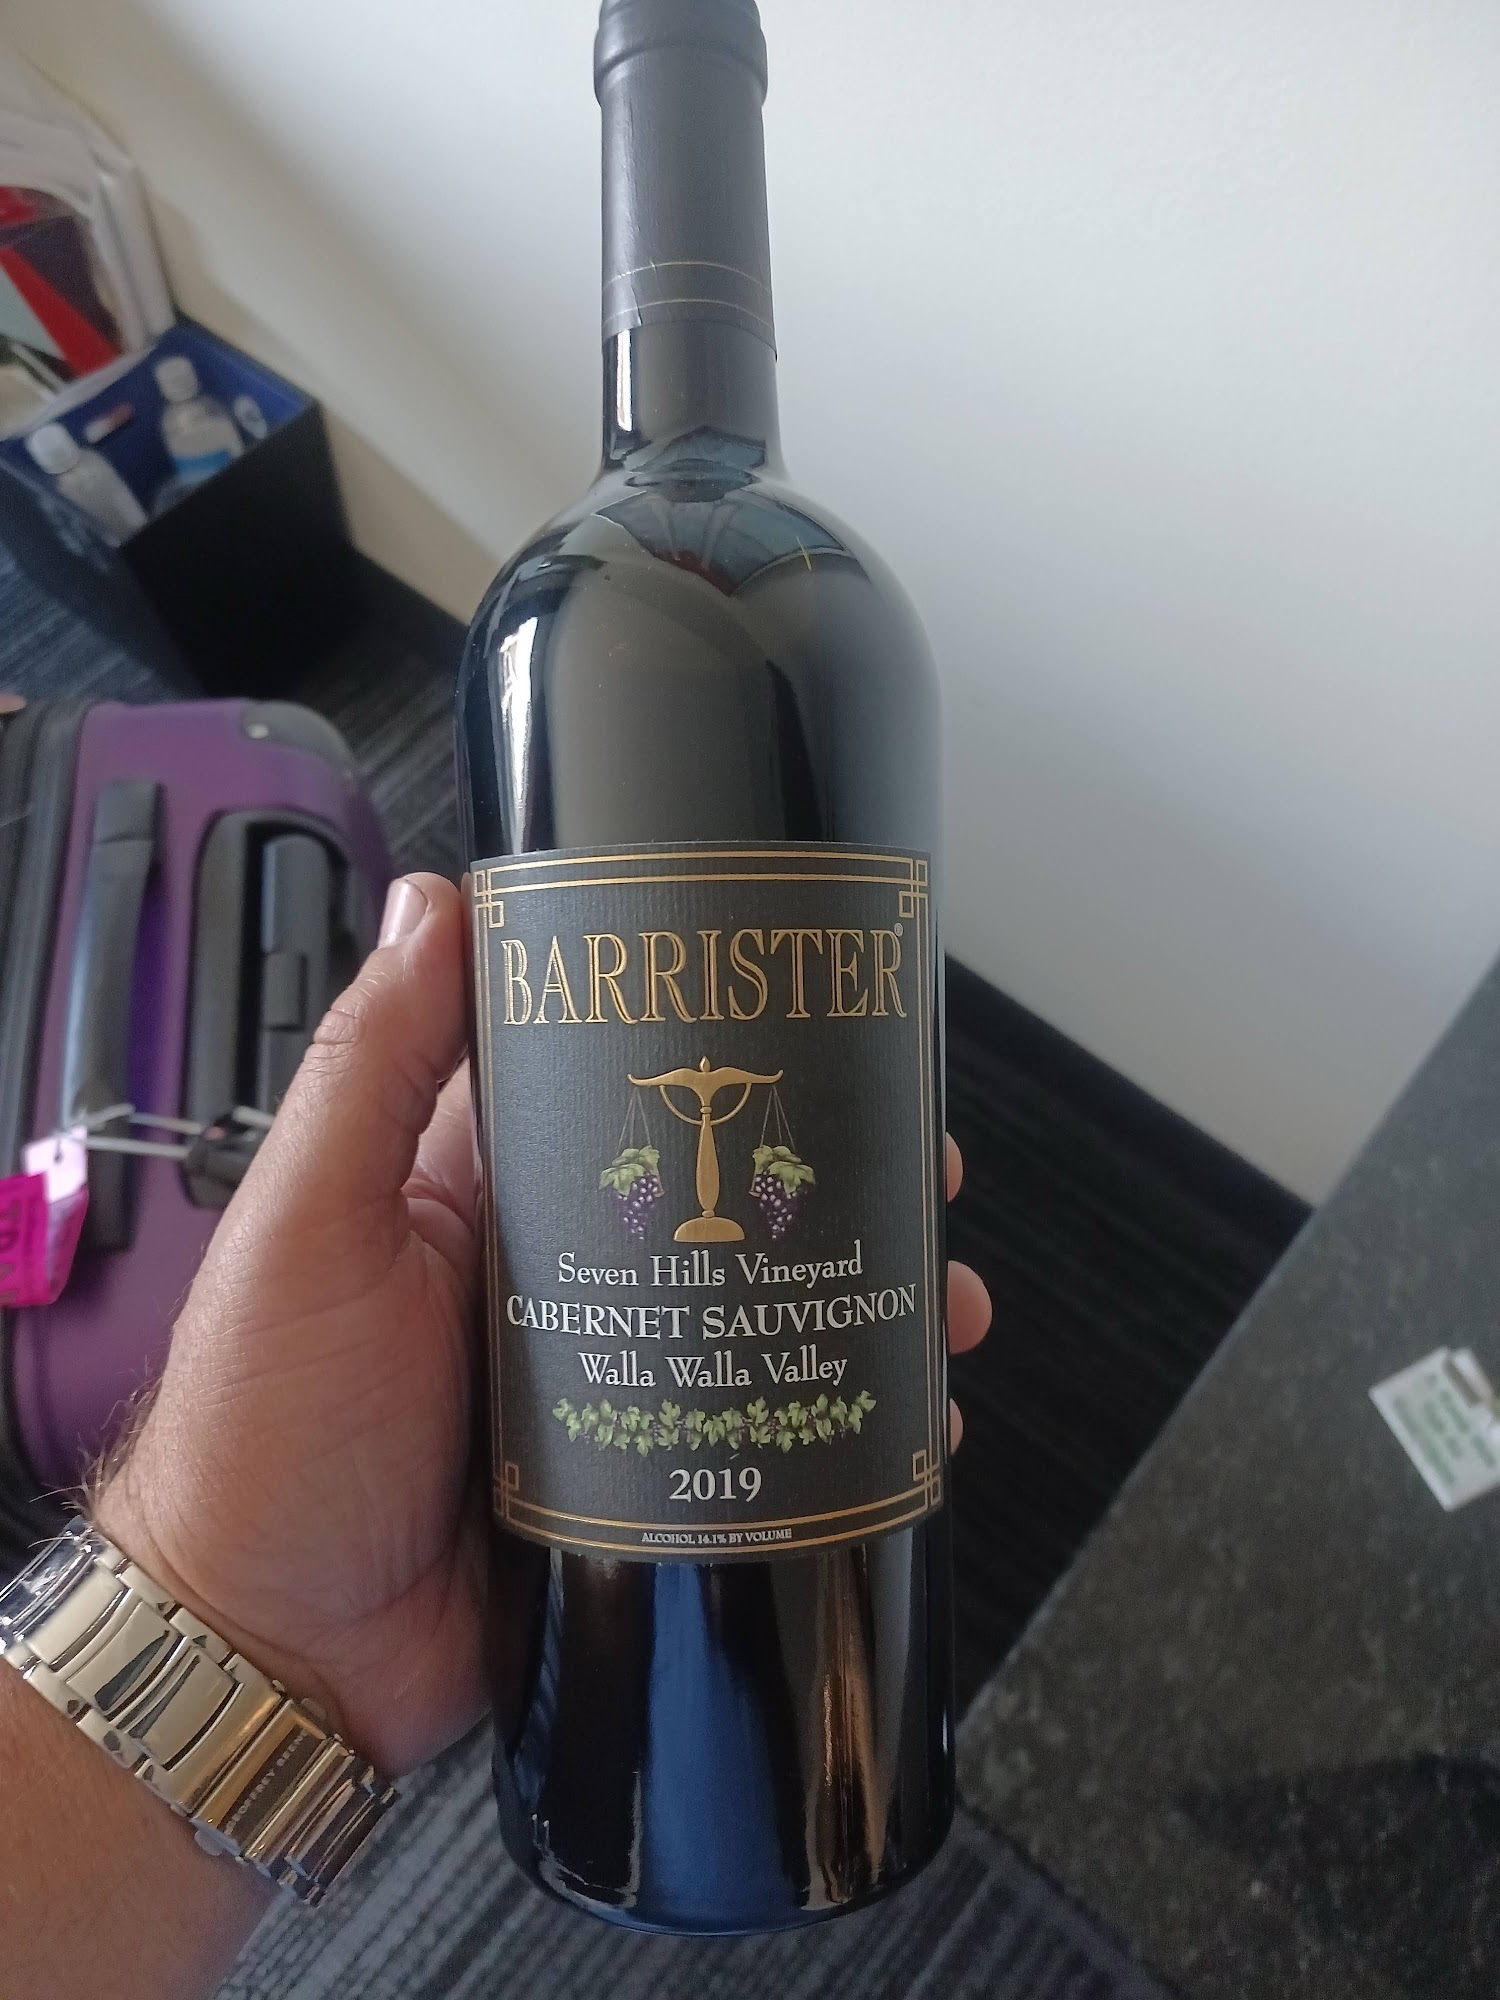 BARRISTER®
Seven Hills Vineyard
CABERNET SAUVIGNON
Walla Walla Valley
2019
ALCOHOL 14.1% BY VOLUME